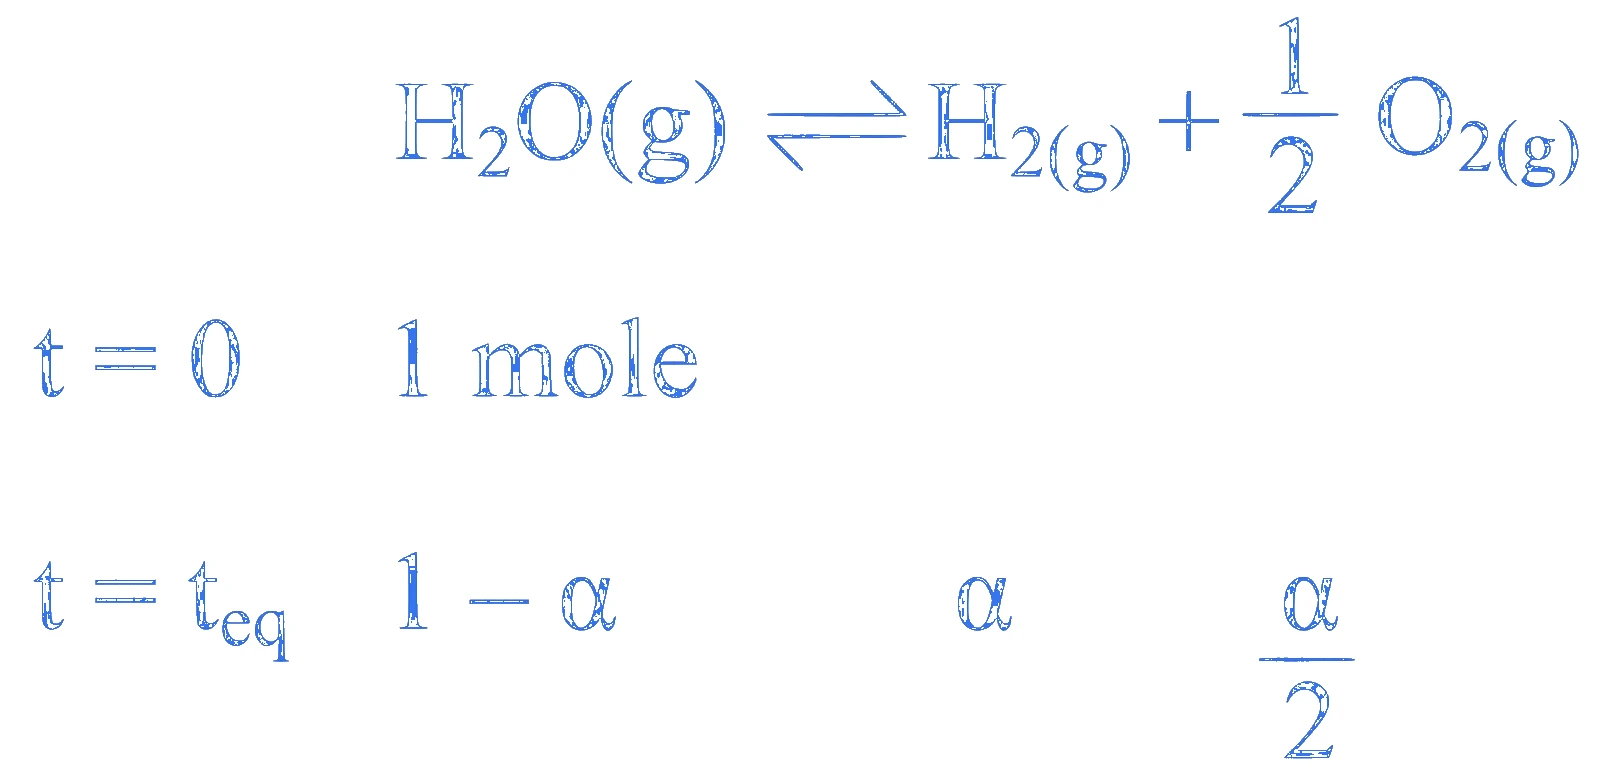 H₂O(g) ⇌ H₂(g) + 1/2 O₂(g)
t = 0 1 mole
t = t_eq 1 − α α α/2